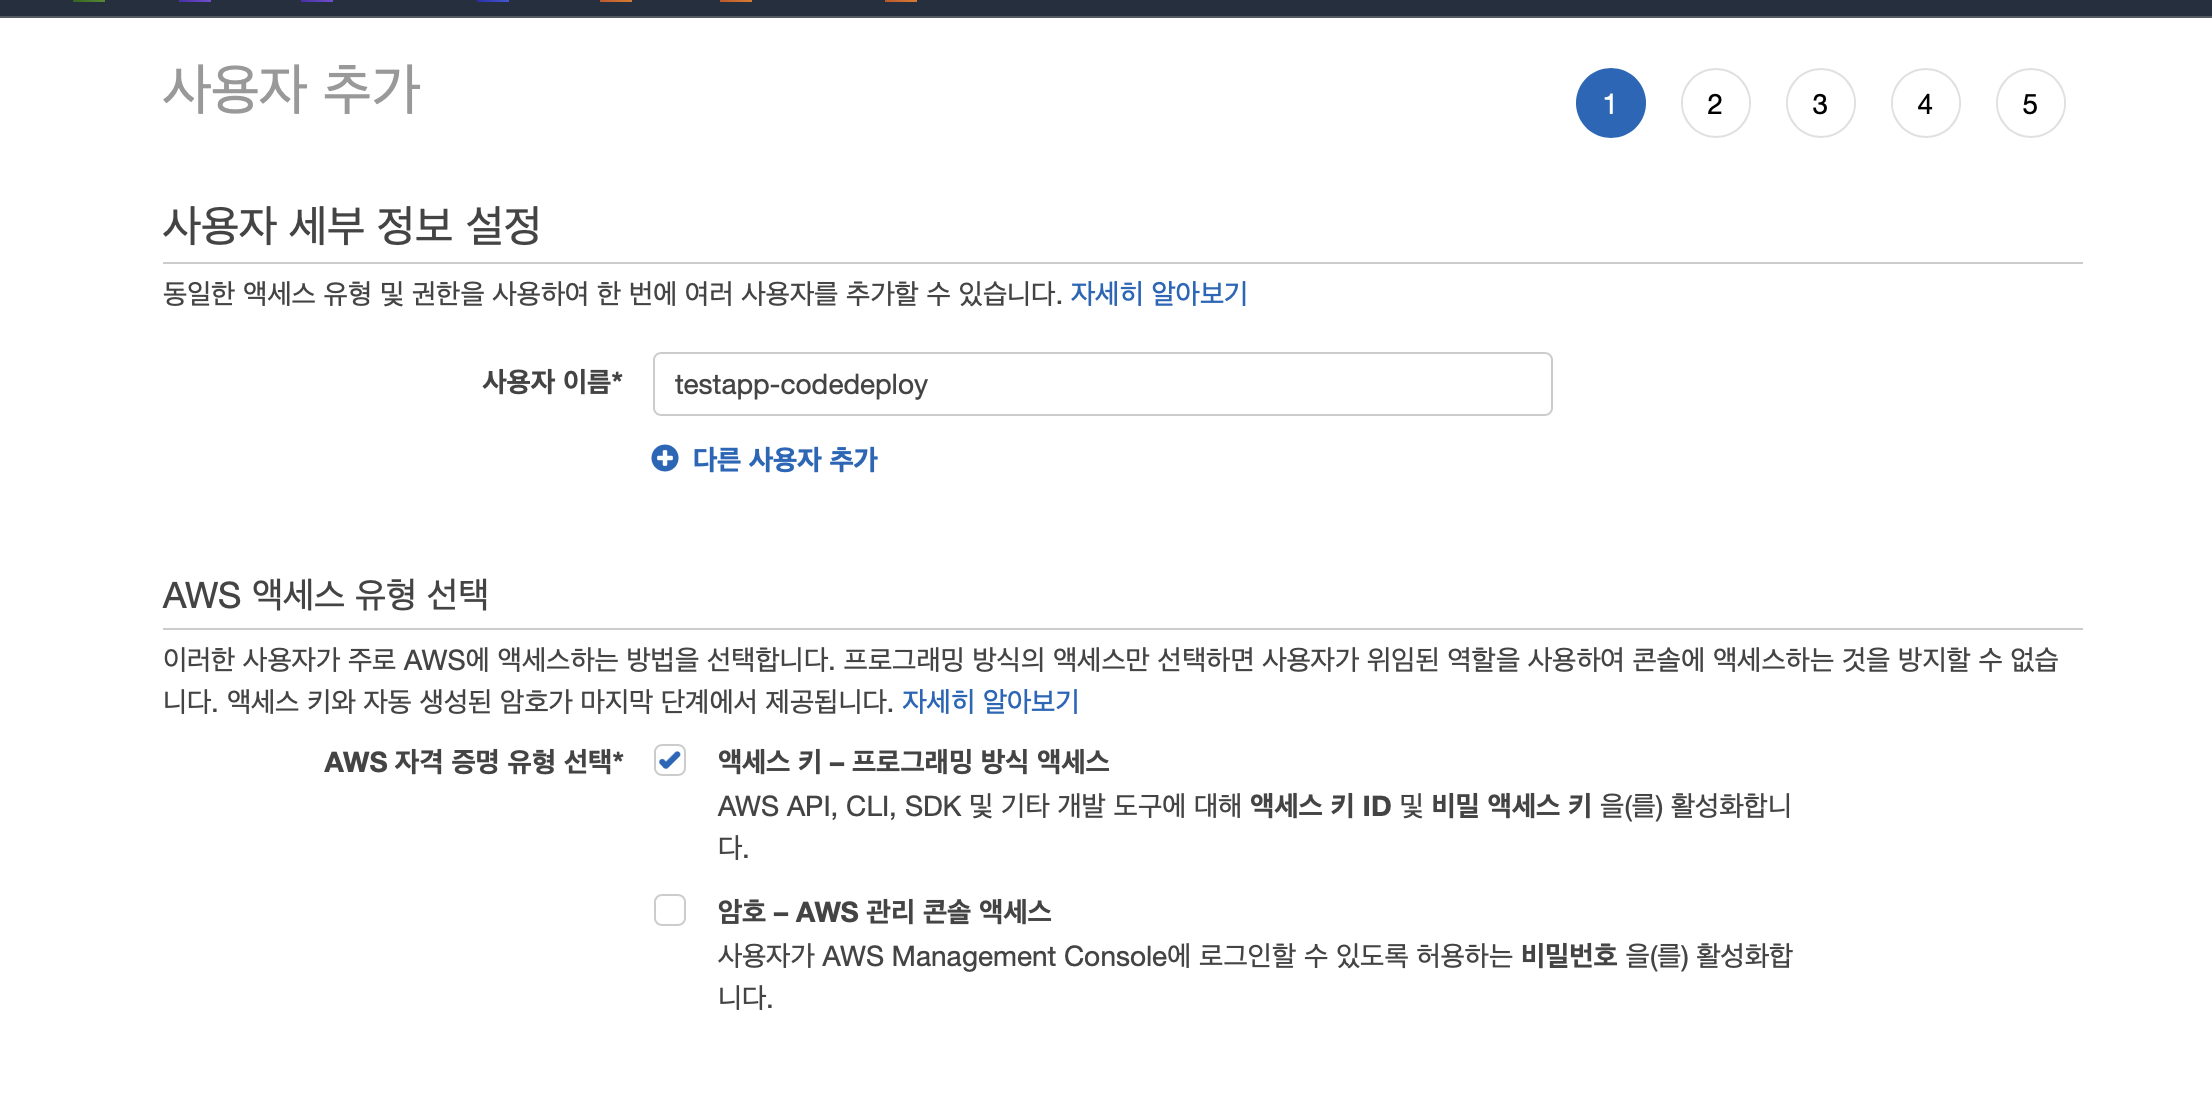 사용자 추가
1 2 3 4 5
사용자 세부 정보 설정
동일한 액세스 유형 및 권한을 사용하여 한 번에 여러 사용자를 추가할 수 있습니다. 자세히 알아보기
사용자 이름* testapp-codedeploy
다른 사용자 추가
AWS 액세스 유형 선택
이러한 사용자가 주로 AWS에 액세스하는 방법을 선택합니다. 프로그래밍 방식의 액세스만 선택하면 사용자가 위임된 역할을 사용하여 콘솔에 액세스하는 것을 방지할 수 없습
니다. 액세스 키와 자동 생성된 암호가 마지막 단계에서 제공됩니다. 자세히 알아보기
AWS 자격 증명 유형 선택* 액세스 키 – 프로그래밍 방식 액세스
AWS API, CLI, SDK 및 기타 개발 도구에 대해 액세스 키 ID 및 비밀 액세스 키 을(를) 활성화합니
다.
암호 – AWS 관리 콘솔 액세스
사용자가 AWS Management Console에 로그인할 수 있도록 허용하는 비밀번호 을(를) 활성화합
니다.